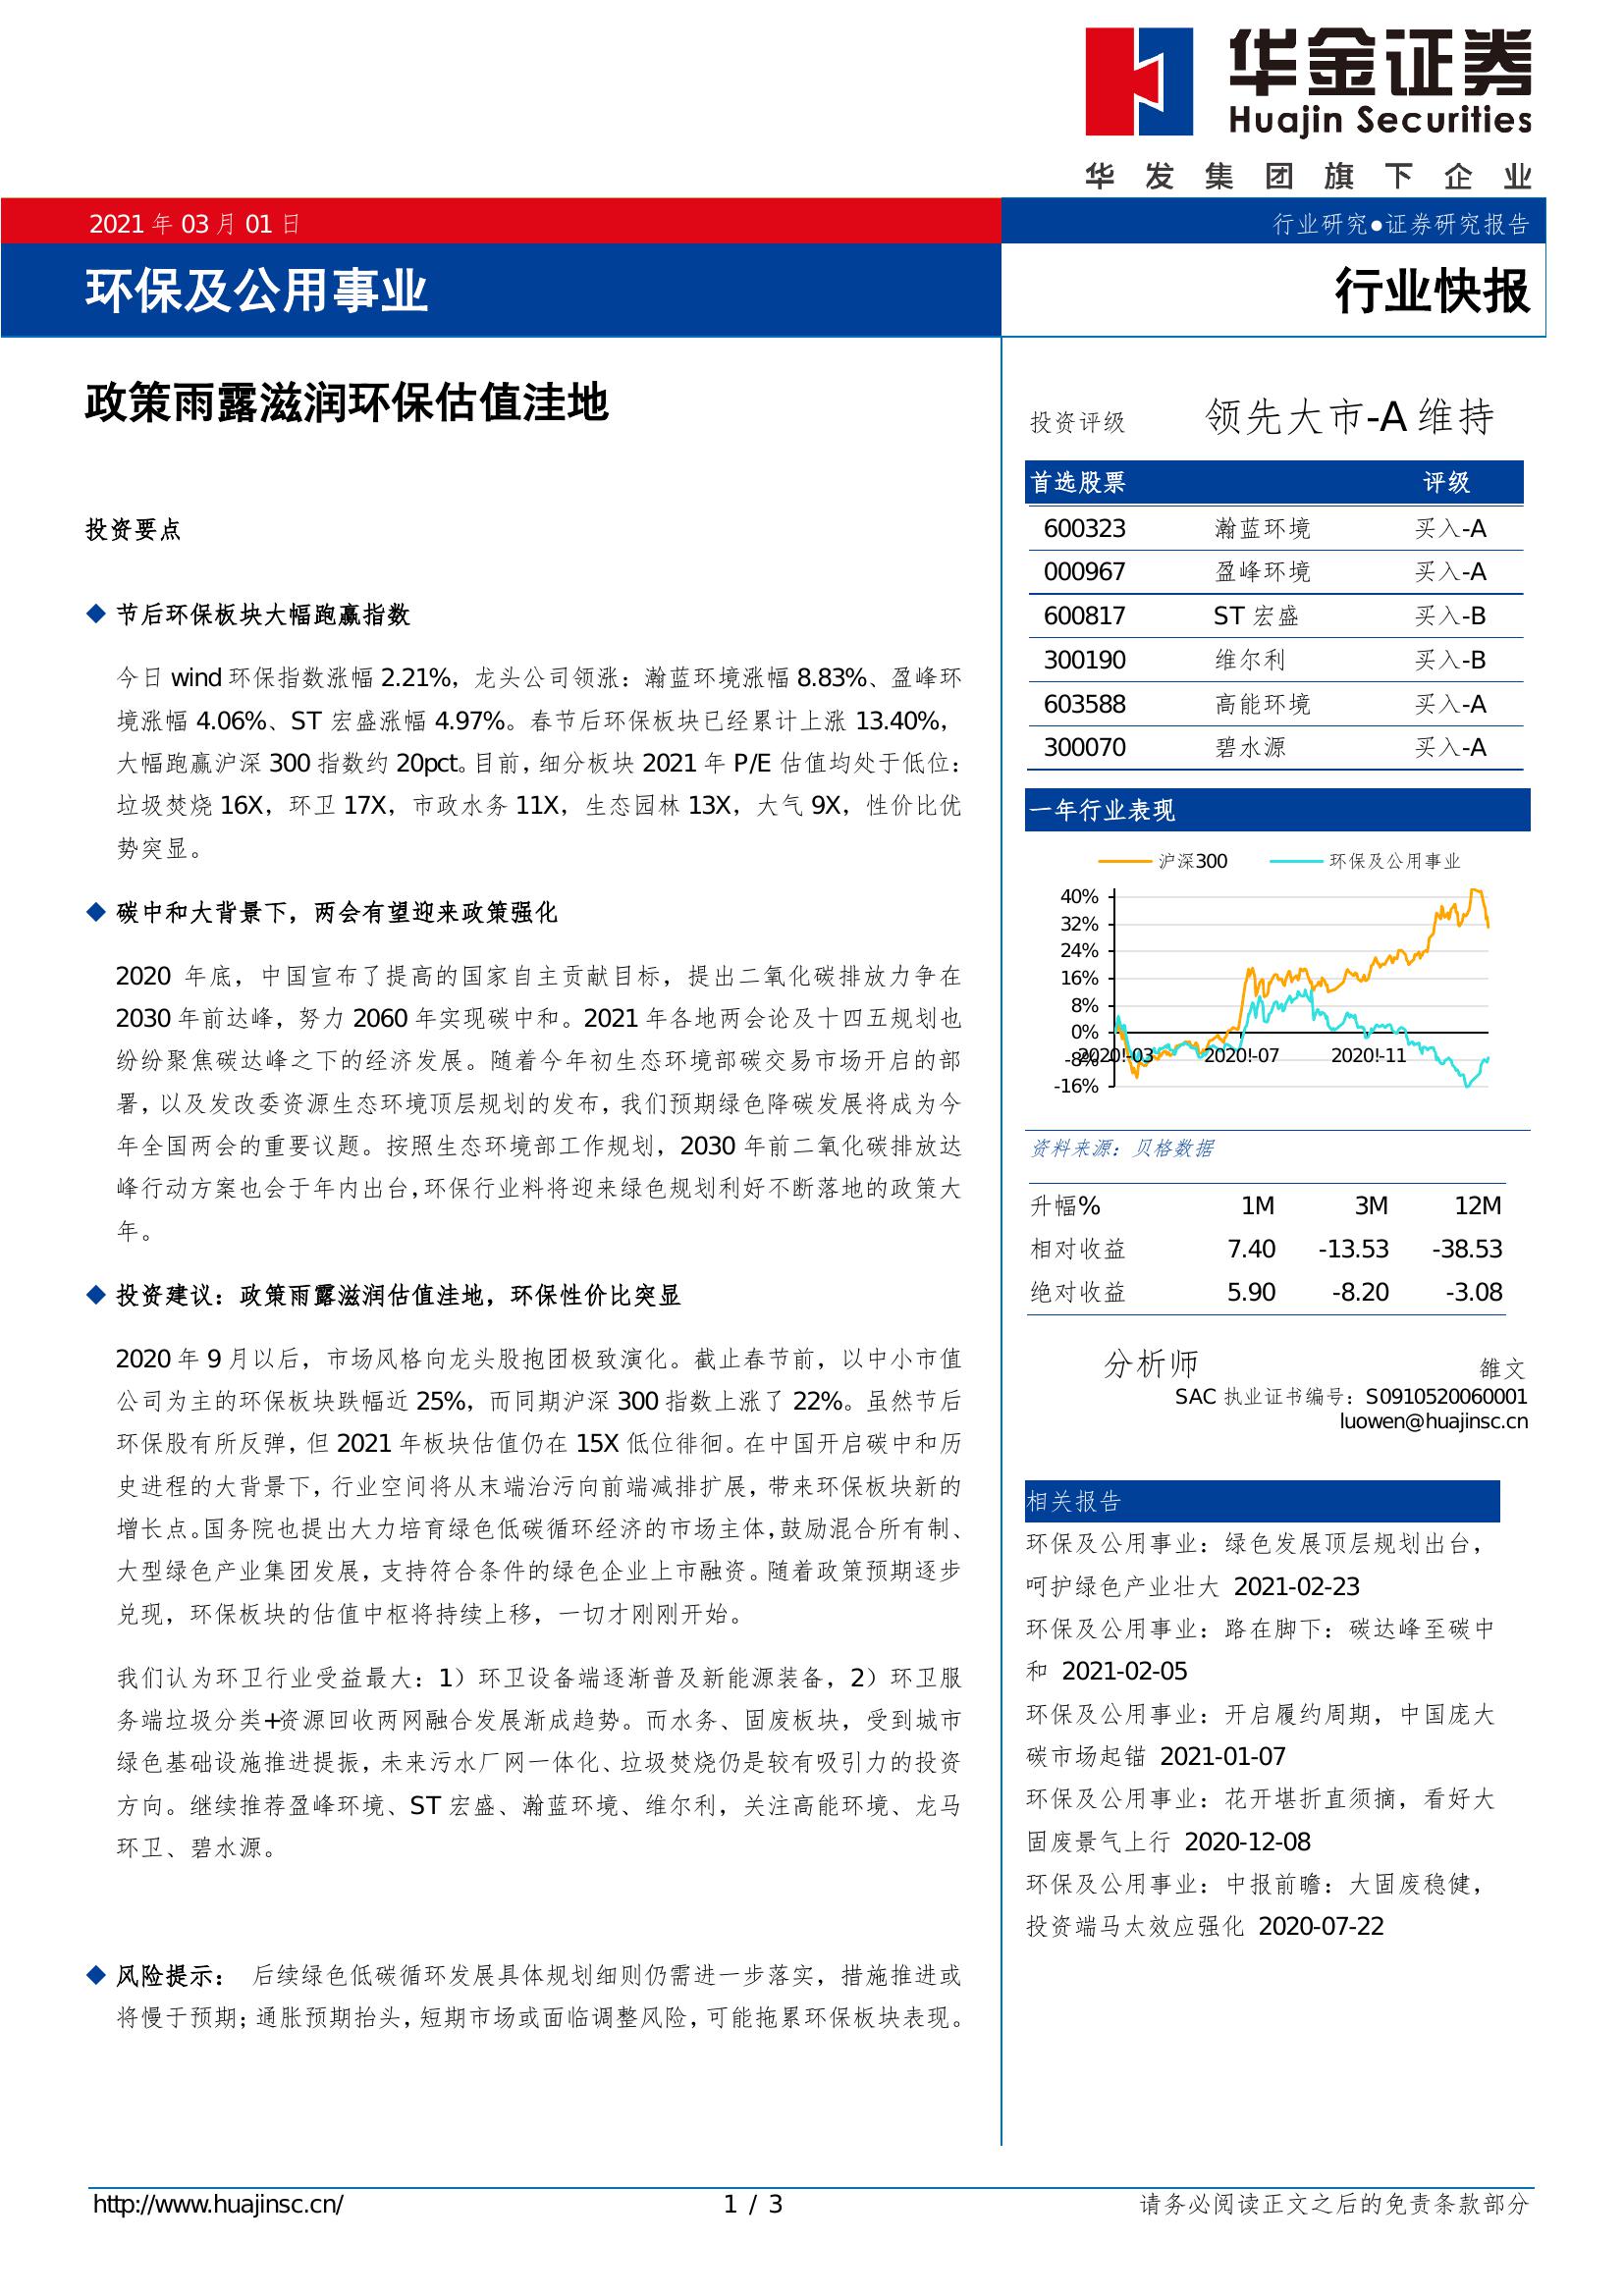 华金证券
Huajin Securities
华发集团旗下企业
2021 年 03 月 01 日
行业研究●证券研究报告
环保及公用事业
行业快报
政策雨露滋润环保估值洼地
投资要点
◆ 节后环保板块大幅跑赢指数
今日 wind 环保指数涨幅 2.21%，龙头公司领涨：瀚蓝环境涨幅 8.83%、盈峰环
境涨幅 4.06%、ST 宏盛涨幅 4.97%。春节后环保板块已经累计上涨 13.40%，
大幅跑赢沪深 300 指数约 20pct。目前，细分板块 2021 年 P/E 估值均处于低位：
垃圾焚烧 16X，环卫 17X，市政水务 11X，生态园林 13X，大气 9X，性价比优
势突显。
◆ 碳中和大背景下，两会有望迎来政策强化
2020 年底，中国宣布了提高的国家自主贡献目标，提出二氧化碳排放力争在
2030 年前达峰，努力 2060 年实现碳中和。2021 年各地两会论及十四五规划也
纷纷聚焦碳达峰之下的经济发展。随着今年初生态环境部碳交易市场开启的部
署，以及发改委资源生态环境顶层规划的发布，我们预期绿色降碳发展将成为今
年全国两会的重要议题。按照生态环境部工作规划，2030 年前二氧化碳排放达
峰行动方案也会于年内出台，环保行业料将迎来绿色规划利好不断落地的政策大
年。
◆ 投资建议：政策雨露滋润估值洼地，环保性价比突显
2020 年 9 月以后，市场风格向龙头股抱团极致演化。截止春节前，以中小市值
公司为主的环保板块跌幅近 25%，而同期沪深 300 指数上涨了 22%。虽然节后
环保股有所反弹，但 2021 年板块估值仍在 15X 低位徘徊。在中国开启碳中和历
史进程的大背景下，行业空间将从末端治污向前端减排扩展，带来环保板块新的
增长点。国务院也提出大力培育绿色低碳循环经济的市场主体，鼓励混合所有制、
大型绿色产业集团发展，支持符合条件的绿色企业上市融资。随着政策预期逐步
兑现，环保板块的估值中枢将持续上移，一切才刚刚开始。
我们认为环卫行业受益最大：1）环卫设备端逐渐普及新能源装备，2）环卫服
务端垃圾分类+资源回收两网融合发展渐成趋势。而水务、固废板块，受到城市
绿色基础设施推进提振，未来污水厂网一体化、垃圾焚烧仍是较有吸引力的投资
方向。继续推荐盈峰环境、ST 宏盛、瀚蓝环境、维尔利，关注高能环境、龙马
环卫、碧水源。
◆ 风险提示： 后续绿色低碳循环发展具体规划细则仍需进一步落实，措施推进或
将慢于预期；通胀预期抬头，短期市场或面临调整风险，可能拖累环保板块表现。
投资评级 领先大市-A 维持
首选股票 评级
600323 瀚蓝环境 买入-A
000967 盈峰环境 买入-A
600817 ST 宏盛 买入-B
300190 维尔利 买入-B
603588 高能环境 买入-A
300070 碧水源 买入-A
一年行业表现
沪深300 环保及公用事业
40%
32%
24%
16%
8%
0%
-8%
2020!-03 2020!-07 2020!-11
-16%
资料来源：贝格数据
升幅% 1M 3M 12M
相对收益 7.40 -13.53 -38.53
绝对收益 5.90 -8.20 -3.08
分析师 雒文
SAC 执业证书编号：S0910520060001
luowen@huajinsc.cn
相关报告
环保及公用事业：绿色发展顶层规划出台，
呵护绿色产业壮大 2021-02-23
环保及公用事业：路在脚下：碳达峰至碳中
和 2021-02-05
环保及公用事业：开启履约周期，中国庞大
碳市场起锚 2021-01-07
环保及公用事业：花开堪折直须摘，看好大
固废景气上行 2020-12-08
环保及公用事业：中报前瞻：大固废稳健，
投资端马太效应强化 2020-07-22
http://www.huajinsc.cn/ 1 / 3 请务必阅读正文之后的免责条款部分